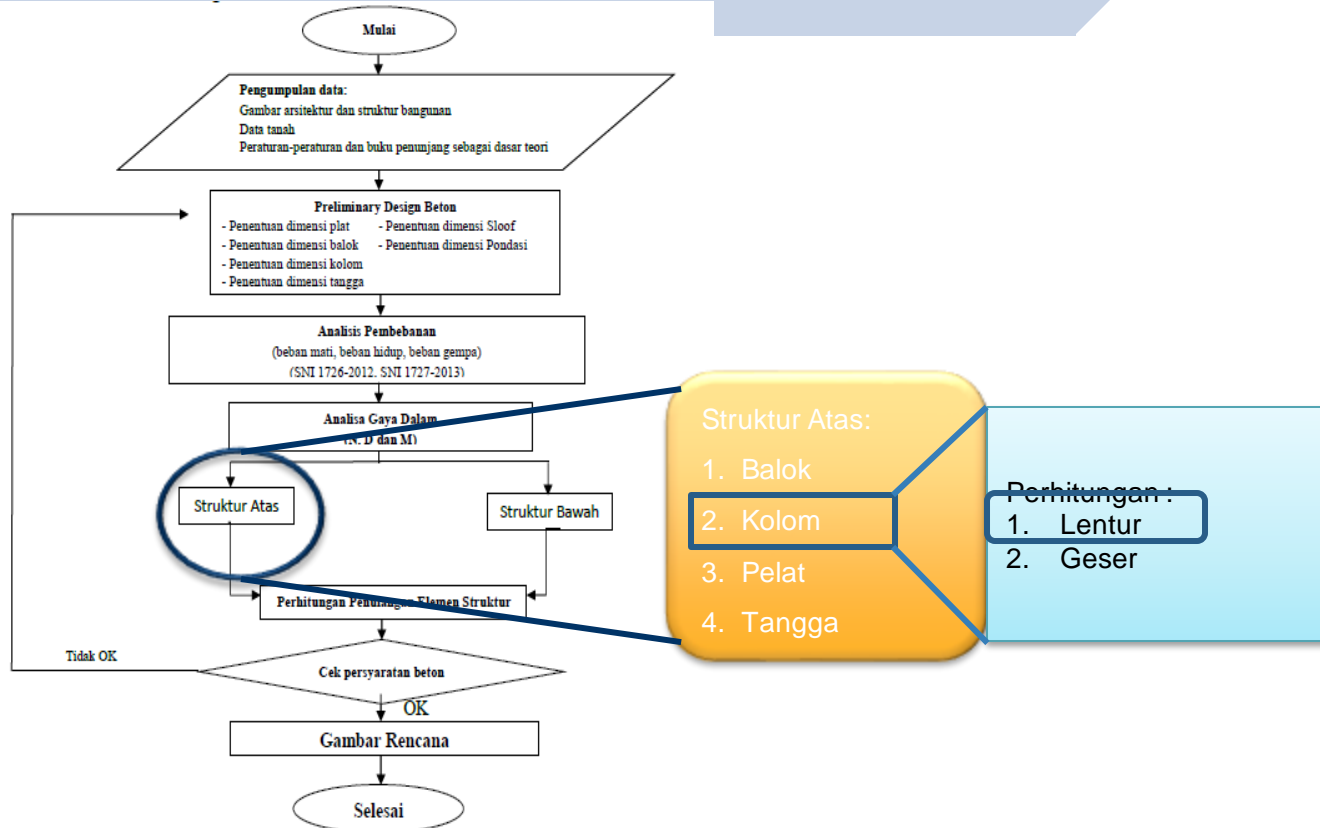 Mulai
Pengumpulan data:
Gambar arsitektur dan struktur bangunan
Data tanah
Peraturan-peraturan dan buku penunjang sebagai dasar teori
Preliminary Design Beton
- Penentuan dimensi plat
- Penentuan dimensi balok
- Penentuan dimensi kolom
- Penentuan dimensi tangga
- Penentuan dimensi Sloof
- Penentuan dimensi Pondasi
Analisis Pembebanan
(beban mati, beban hidup, beban gempa)
(SNI 1726-2012, SNI 1727-2013)
Analisa Gaya Dalam
(N, D dan M)
Struktur Atas
Struktur Bawah
Perhitungan Penulangan Elemen Struktur
Cek persyaratan beton
Tidak OK
OK
Gambar Rencana
Selesai
Struktur Atas:
1. Balok
2. Kolom
3. Pelat
4. Tangga
Perhitungan :
1. Lentur
2. Geser